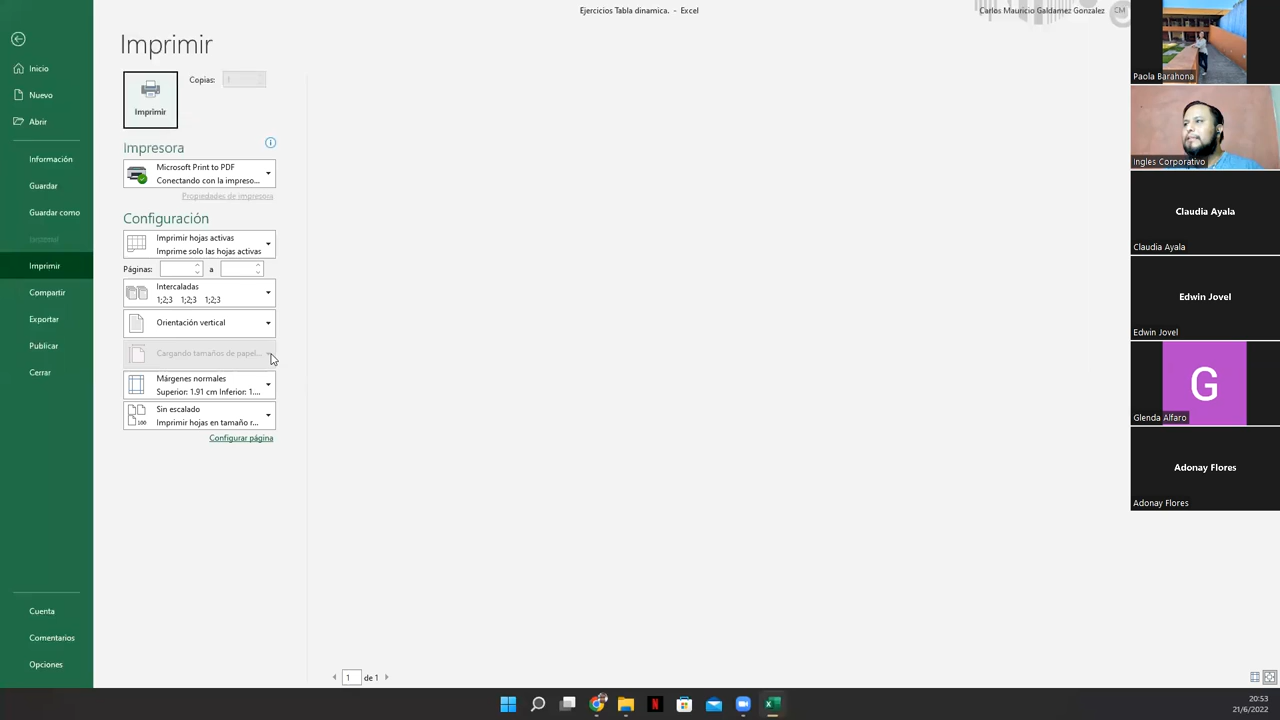 Ejercicios Tabla dinamica. - Excel
Carlos Mauricio Galdamez Gonzalez
CM
Imprimir
Inicio
Nuevo
Abrir
Información
Guardar
Guardar como
Imprimir
Compartir
Exportar
Publicar
Cerrar
Cuenta
Comentarios
Opciones
Imprimir
Copias: 1
Impresora
Microsoft Print to PDF
Conectando con la impreso...
Propiedades de impresora
Configuración
Imprimir hojas activas
Imprime solo las hojas activas
Páginas: a
Intercaladas
1;2;3 1;2;3 1;2;3
Orientación vertical
Cargando tamaños de papel...
Márgenes normales
Superior: 1.91 cm Inferior: 1....
Sin escalado
100
Imprimir hojas en tamaño r...
Configurar página
1 de 1
Paola Barahona
Ingles Corporativo
Claudia Ayala
Claudia Ayala
Edwin Jovel
Edwin Jovel
G
Glenda Alfaro
Adonay Flores
Adonay Flores
20:53
21/6/2022